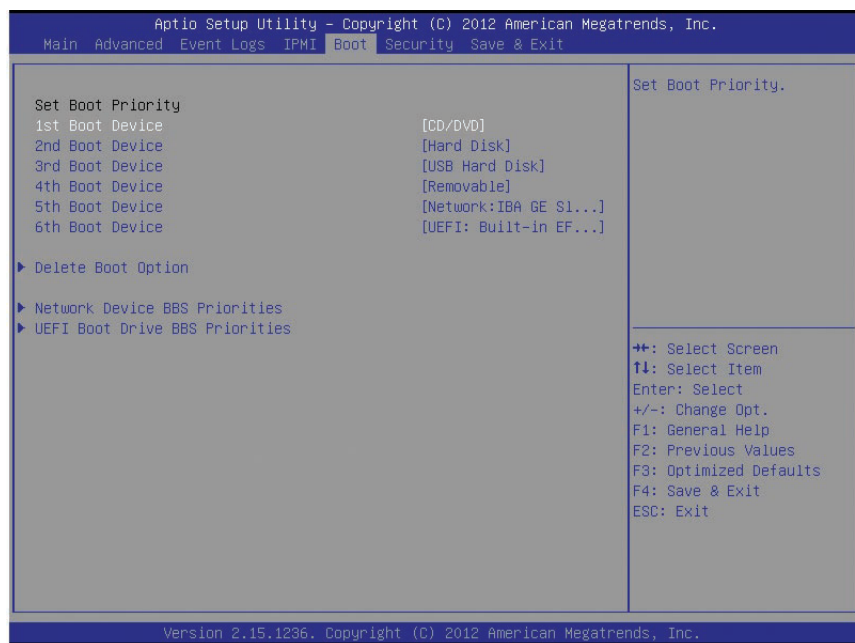 Aptio Setup Utility – Copyright (C) 2012 American Megatrends, Inc.
Main Advanced Event Logs IPMI Boot Security Save & Exit
Set Boot Priority
1st Boot Device [CD/DVD]
2nd Boot Device [Hard Disk]
3rd Boot Device [USB Hard Disk]
4th Boot Device [Removable]
5th Boot Device [Network:IBA GE Sl...]
6th Boot Device [UEFI: Built-in EF...]
Delete Boot Option
Network Device BBS Priorities
UEFI Boot Drive BBS Priorities
Set Boot Priority.
→←: Select Screen
↑↓: Select Item
Enter: Select
+/-: Change Opt.
F1: General Help
F2: Previous Values
F3: Optimized Defaults
F4: Save & Exit
ESC: Exit
Version 2.15.1236. Copyright (C) 2012 American Megatrends, Inc.